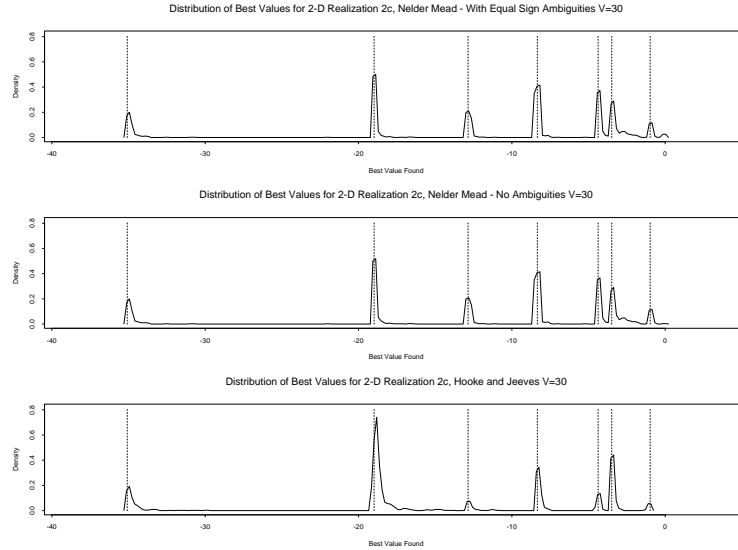 Distribution of Best Values for 2-D Realization 2c, Nelder Mead - With Equal Sign Ambiguities V=30
Density
0.0 0.2 0.4 0.6 0.8
-40 -30 -20 -10 0
Best Value Found
Distribution of Best Values for 2-D Realization 2c, Nelder Mead - No Ambiguities V=30
Density
0.0 0.2 0.4 0.6 0.8
-40 -30 -20 -10 0
Best Value Found
Distribution of Best Values for 2-D Realization 2c, Hooke and Jeeves V=30
Density
0.0 0.2 0.4 0.6 0.8
-40 -30 -20 -10 0
Best Value Found